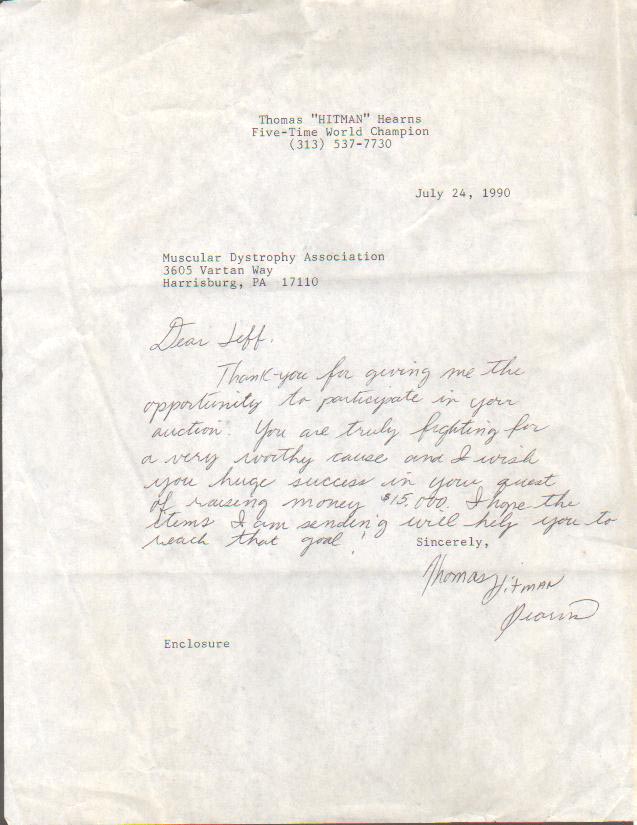 Thomas "HITMAN" Hearns
Five-Time World Champion
(313) 537-7730
July 24, 1990
Muscular Dystrophy Association
3605 Vartan Way
Harrisburg, PA 17110
Dear Jeff.
Thank-you for giving me the
opportunity to participate in your
auction. You are truly fighting for
a very worthy cause and I wish
you huge success in your quest
of raising money $15,000. I hope the
items I am sending will help you to
reach that goal!
Sincerely,
Thomas Hitman
Hearns
Enclosure